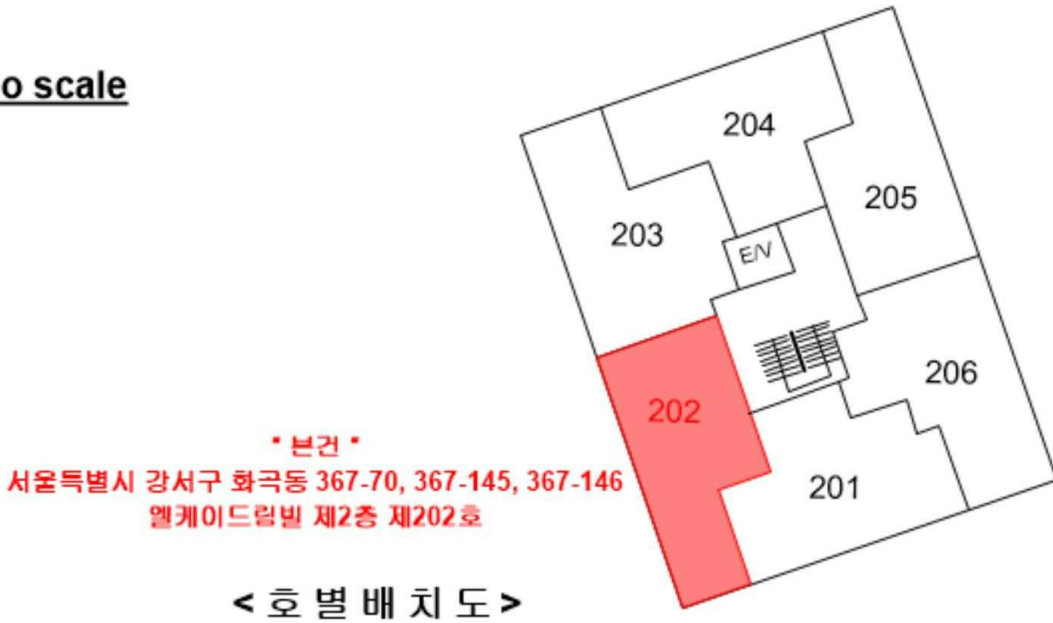 o scale
204
205
203
E/V
206
202
201
" 본건 "
서울특별시 강서구 화곡동 367-70, 367-145, 367-146
엘케이드림빌 제2층 제202호
< 호 별 배 치 도 >